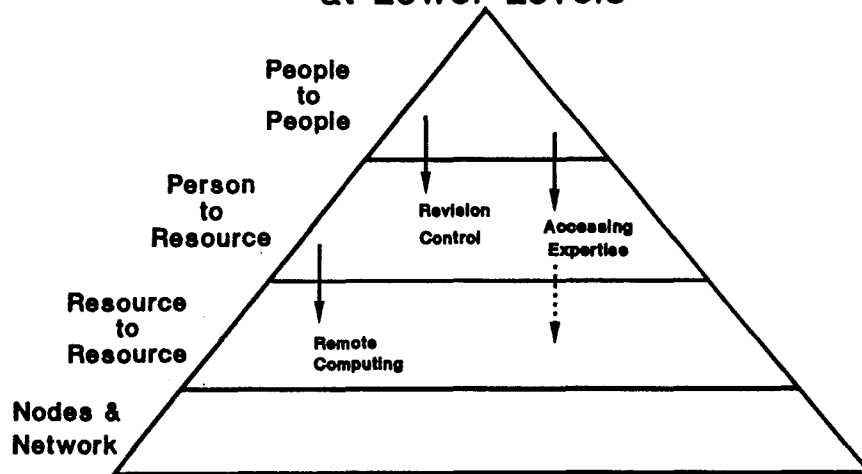 at Lower Levels
People
to
People
Person
to
Resource
Revision
Control
Accessing
Expertise
Resource
to
Resource
Remote
Computing
Nodes &
Network